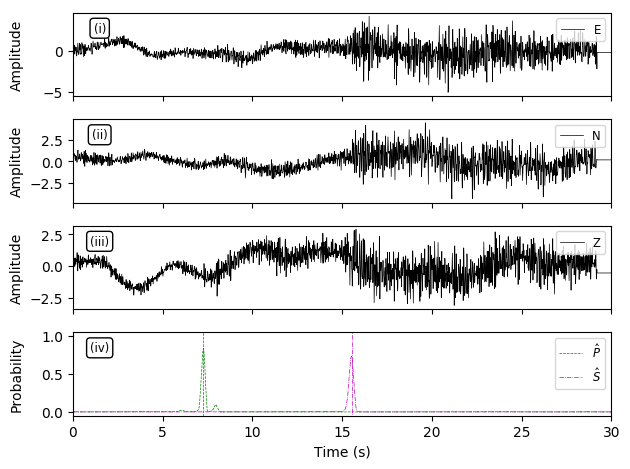 (i)
E
Amplitude
0
−5
(ii)
N
Amplitude
2.5
0.0
−2.5
(iii)
Z
Amplitude
2.5
0.0
−2.5
(iv)
P̂
Ŝ
Probability
1.0
0.5
0.0
0 5 10 15 20 25 30
Time (s)